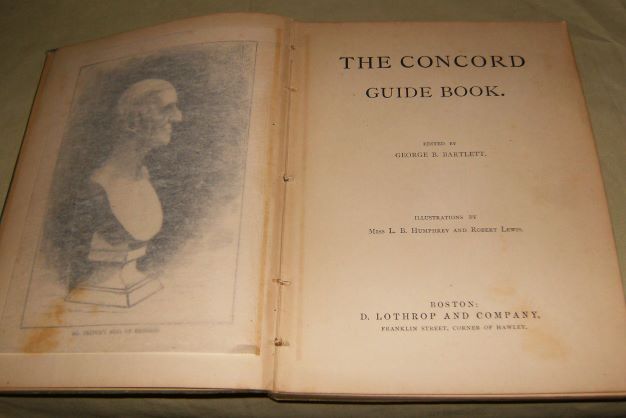 THE CONCORD
GUIDE BOOK.
EDITED BY
GEORGE B. BARTLETT.
ILLUSTRATIONS BY
MISS L. B. HUMPHREY AND ROBERT LEWIS.
BOSTON:
D. LOTHROP AND COMPANY,
FRANKLIN STREET, CORNER OF HAWLEY.